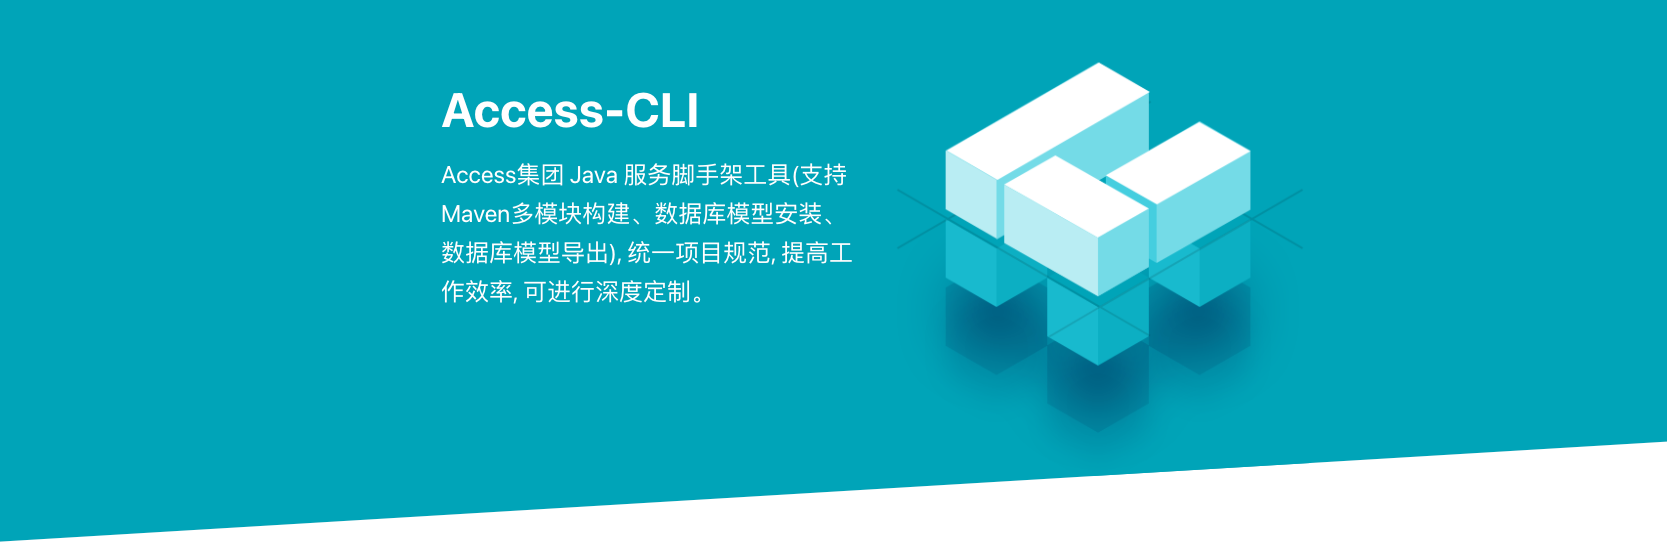 Access-CLI
Access集团 Java 服务脚手架工具(支持
Maven多模块构建、数据库模型安装、
数据库模型导出), 统一项目规范, 提高工
作效率, 可进行深度定制。